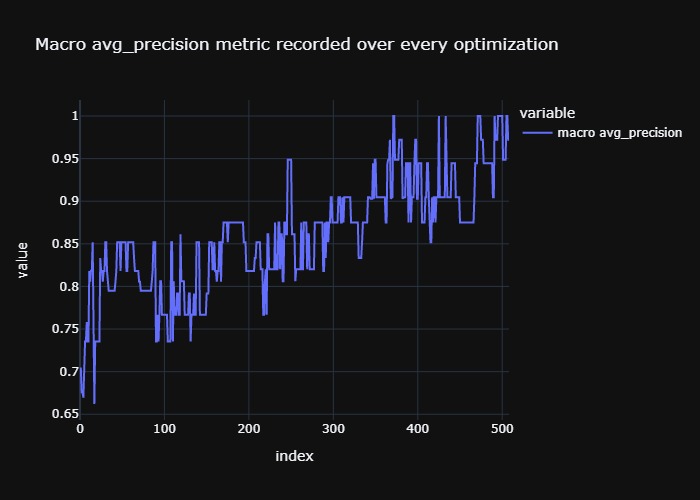 Macro avg_precision metric recorded over every optimization
variable
macro avg_precision
value
1
0.95
0.9
0.85
0.8
0.75
0.7
0.65
0 100 200 300 400 500
index